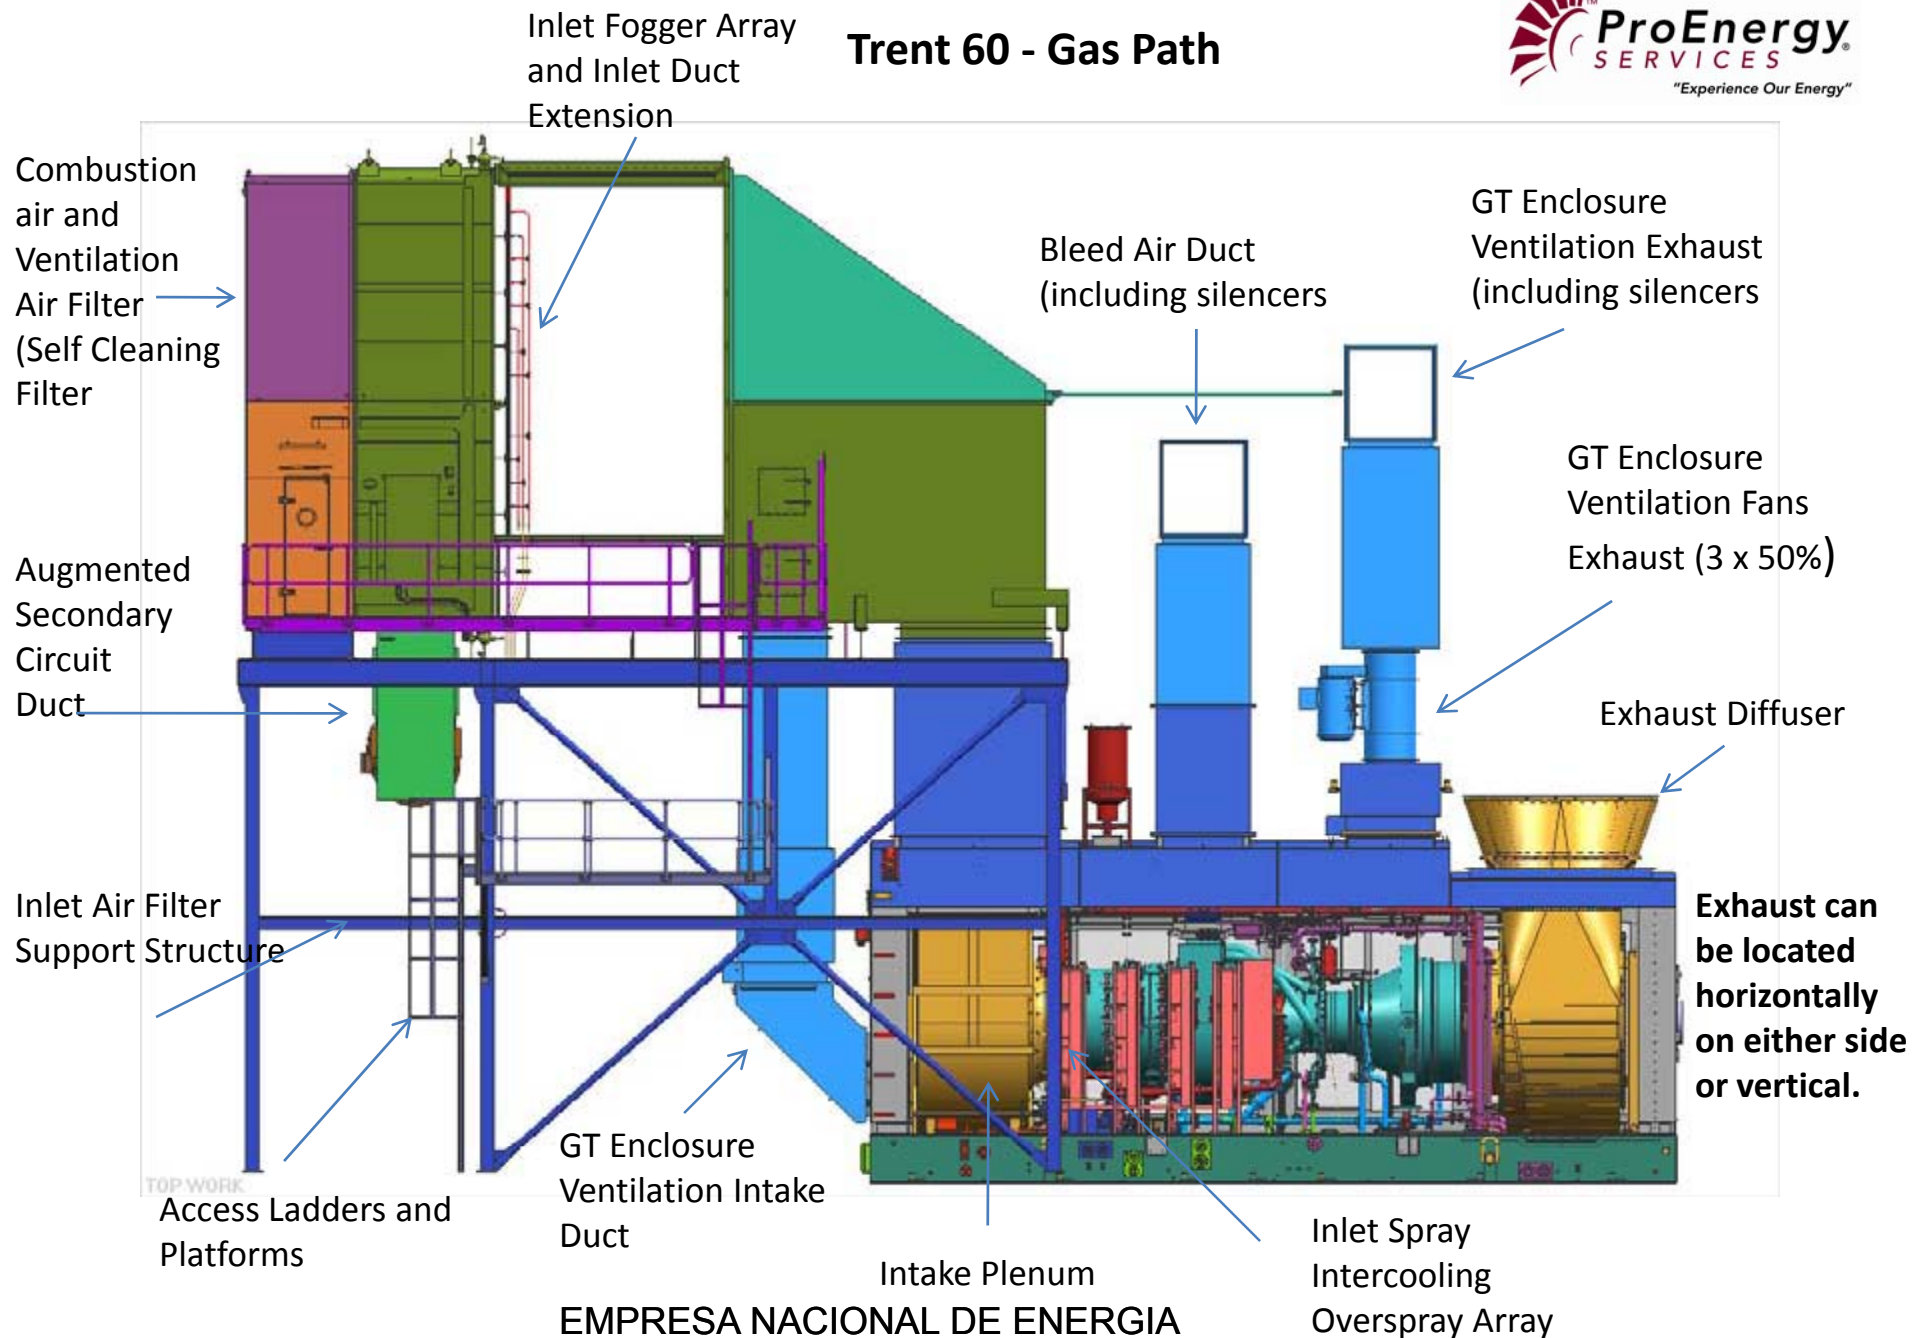 Inlet Fogger Array
and Inlet Duct
Extension
Trent 60 - Gas Path
ProEnergy®
SERVICES
"Experience Our Energy"
Combustion
air and
Ventilation
Air Filter
(Self Cleaning
Filter
Bleed Air Duct
(including silencers
GT Enclosure
Ventilation Exhaust
(including silencers
GT Enclosure
Ventilation Fans
Exhaust (3 x 50%)
Augmented
Secondary
Circuit
Duct
Exhaust Diffuser
Inlet Air Filter
Support Structure
Exhaust can
be located
horizontally
on either side
or vertical.
TOP WORK
Access Ladders and
Platforms
GT Enclosure
Ventilation Intake
Duct
Intake Plenum
Inlet Spray
Intercooling
Overspray Array
EMPRESA NACIONAL DE ENERGIA